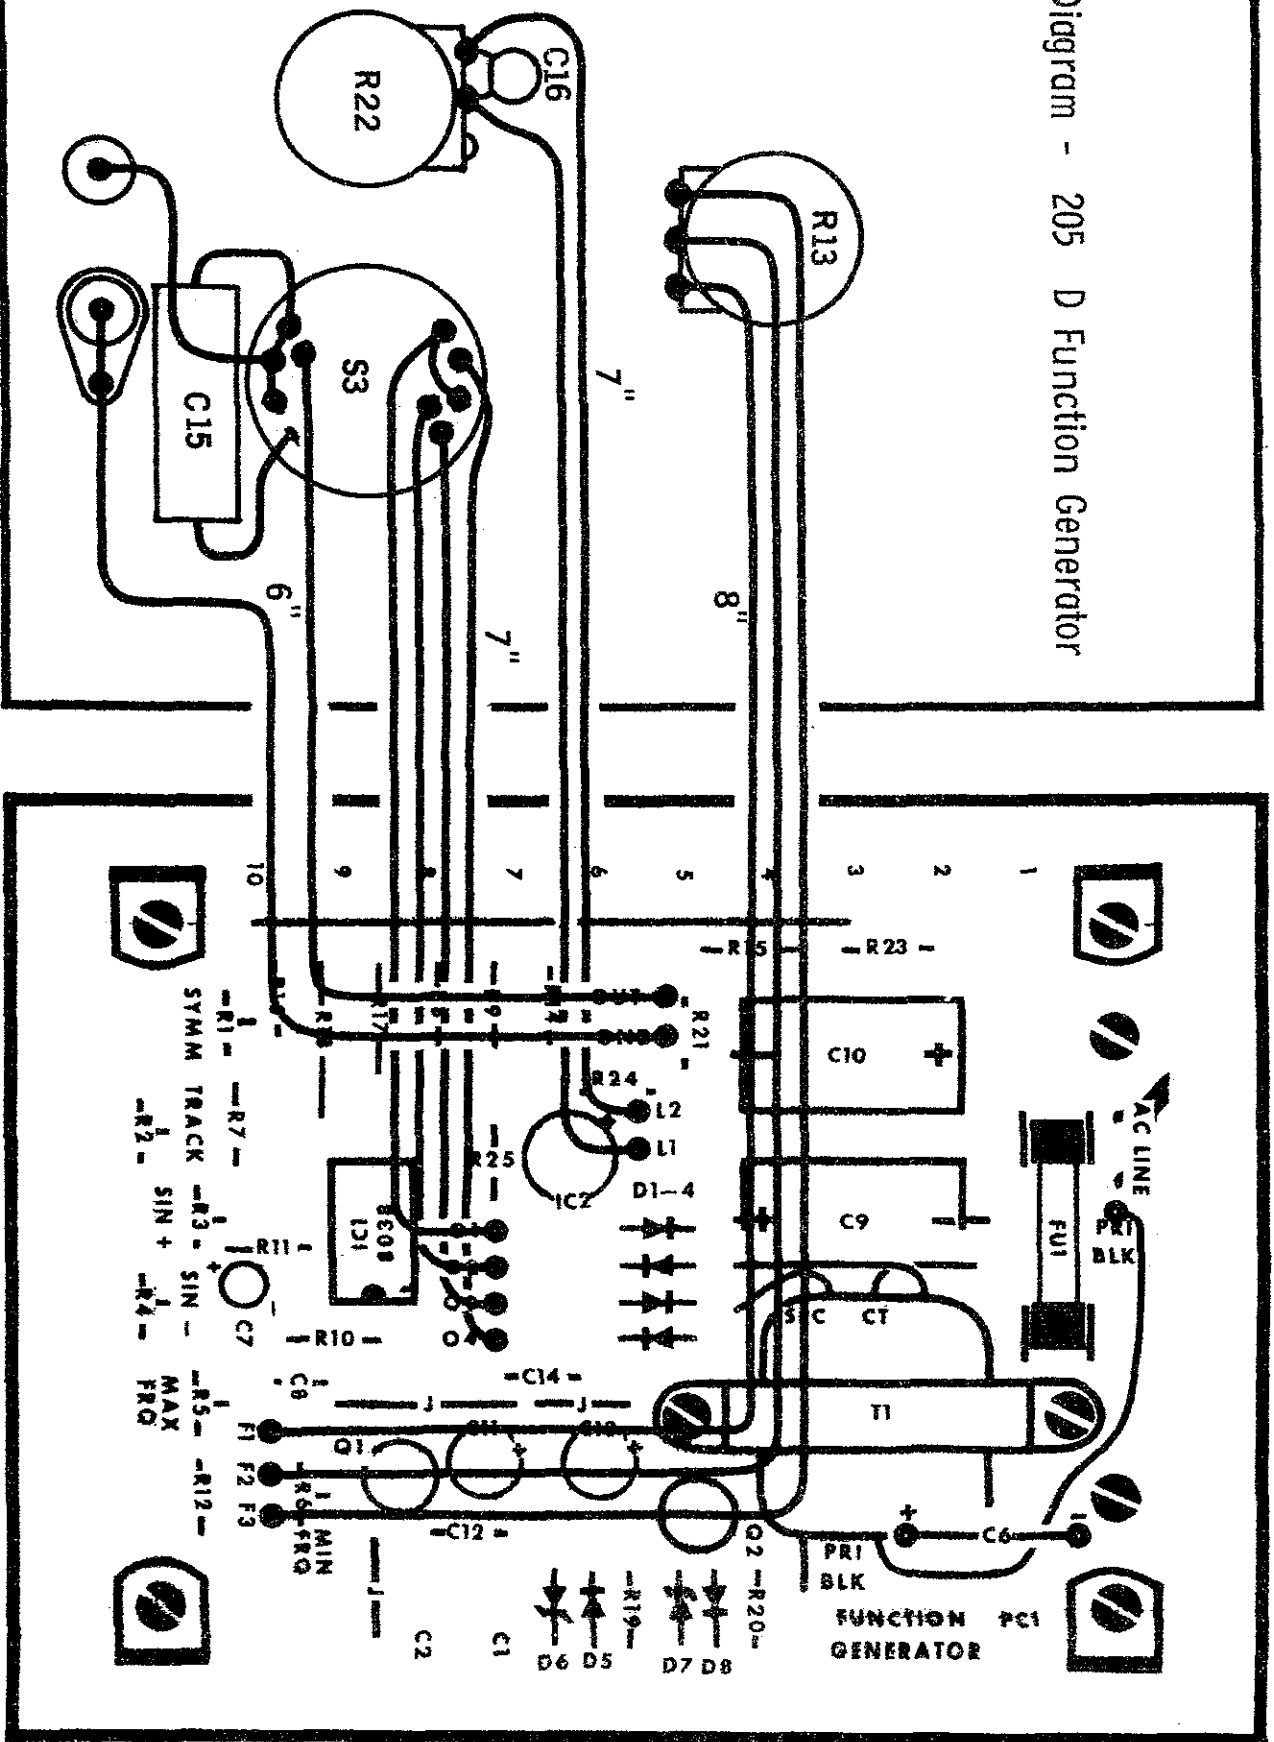 Diagram - 205 D Function Generator
R22
C16
R13
S3
C15
7"
6"
7"
8"
10
9
8
7
6
5
4
3
2
1
R15
R23
R21
C10
R24
L2
L1
IC2
R25
D1-4
C9
AC LINE
FU1
PRI
BLK
SYMM TRACK
R1
R7
R2
R17
IC1
8038
SIN +
R3
R11
SIN -
R4
C7
R10
O4
SEC
CT
C14
C8
J
J
T1
R5
MAX
FRQ
F1
F2
F3
R12
Q1
C11
R6
MIN
FRQ
C12
J
Q2
C6
PRI
BLK
R19
R20
C2
C1
D6
D5
D7
D8
FUNCTION PC1
GENERATOR